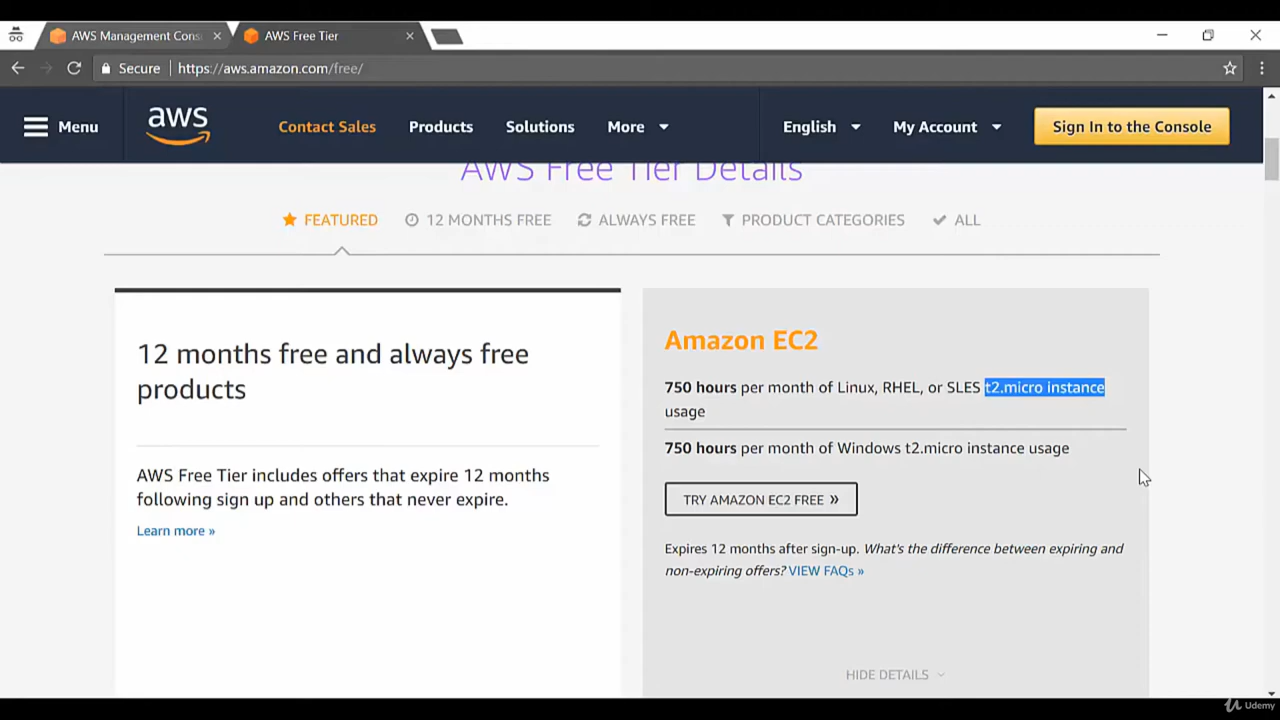 AWS Management Cons
AWS Free Tier
Secure
https://aws.amazon.com/free/
Menu
aws
Contact Sales
Products
Solutions
More
English
My Account
Sign In to the Console
AWS Free Tier Details
FEATURED
12 MONTHS FREE
ALWAYS FREE
PRODUCT CATEGORIES
ALL
12 months free and always free
products
AWS Free Tier includes offers that expire 12 months
following sign up and others that never expire.
Learn more »
Amazon EC2
750 hours per month of Linux, RHEL, or SLES t2.micro instance
usage
750 hours per month of Windows t2.micro instance usage
TRY AMAZON EC2 FREE »
Expires 12 months after sign-up. What's the difference between expiring and
non-expiring offers? VIEW FAQs »
HIDE DETAILS
Udemy